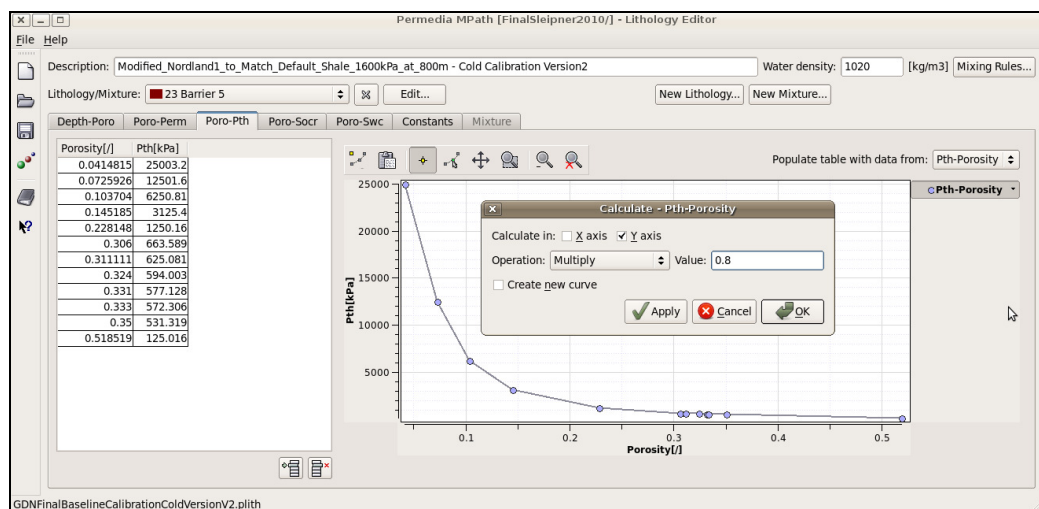 Permedia MPath [FinalSleipner2010/] - Lithology Editor
File Help
Description: Modified_Nordland1_to_Match_Default_Shale_1600kPa_at_800m - Cold Calibration Version2 Water density: 1020 [kg/m3] Mixing Rules...
Lithology/Mixture: 23 Barrier 5 Edit... New Lithology... New Mixture...
Depth-Poro Poro-Perm Poro-Pth Poro-Socr Poro-Swc Constants Mixture
Porosity[/] Pth[kPa]
0.0414815 25003.2
0.0725926 12501.6
0.103704 6250.81
0.145185 3125.4
0.228148 1250.16
0.306 663.589
0.311111 625.081
0.324 594.003
0.331 577.128
0.333 572.306
0.35 531.319
0.518519 125.016
Populate table with data from: Pth-Porosity
Pth-Porosity
25000
20000
15000
10000
5000
Pth[kPa]
0.1 0.2 0.3 0.4 0.5
Porosity[/]
Calculate - Pth-Porosity
Calculate in: X axis Y axis
Operation: Multiply Value: 0.8
Create new curve
Apply Cancel OK
GDNFinalBaselineCalibrationColdVersionV2.plith